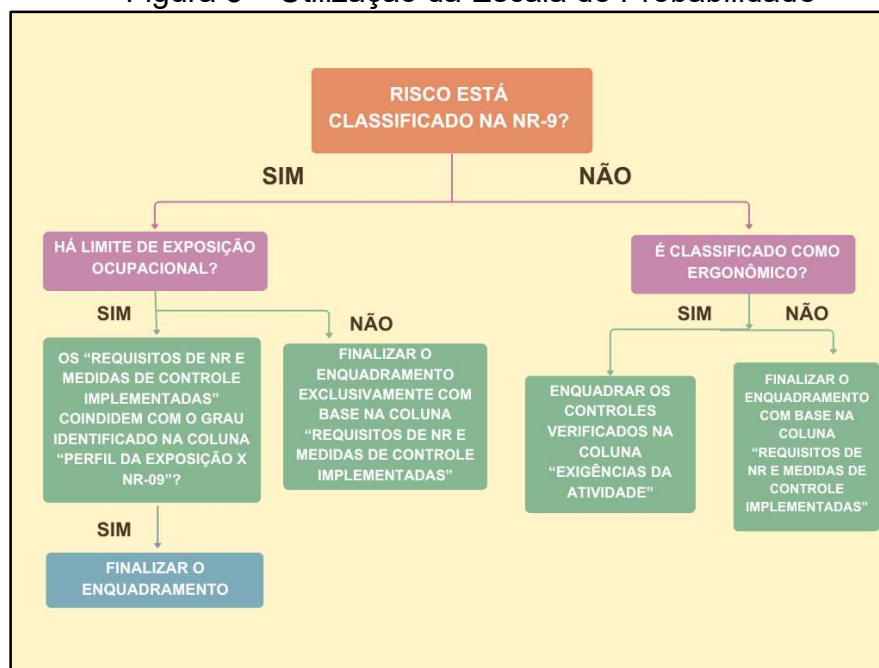 RISCO ESTÁ
CLASSIFICADO NA NR-9?
SIM
NÃO
HÁ LIMITE DE EXPOSIÇÃO
OCUPACIONAL?
É CLASSIFICADO COMO
ERGONÔMICO?
SIM
NÃO
SIM
NÃO
OS “REQUISITOS DE NR E
MEDIDAS DE CONTROLE
IMPLEMENTADAS”
COINDIDEM COM O GRAU
IDENTIFICADO NA COLUNA
“PERFIL DA EXPOSIÇÃO X
NR-09”?
FINALIZAR O
ENQUADRAMENTO
EXCLUSIVAMENTE COM
BASE NA COLUNA
“REQUISITOS DE NR E
MEDIDAS DE CONTROLE
IMPLEMENTADAS”
ENQUADRAR OS
CONTROLES
VERIFICADOS NA
COLUNA
“EXIGÊNCIAS DA
ATIVIDADE”
FINALIZAR O
ENQUADRAMENTO
COM BASE NA
COLUNA
“REQUISITOS DE
NR E MEDIDAS DE
CONTROLE
IMPLEMENTADAS”
SIM
FINALIZAR O
ENQUADRAMENTO